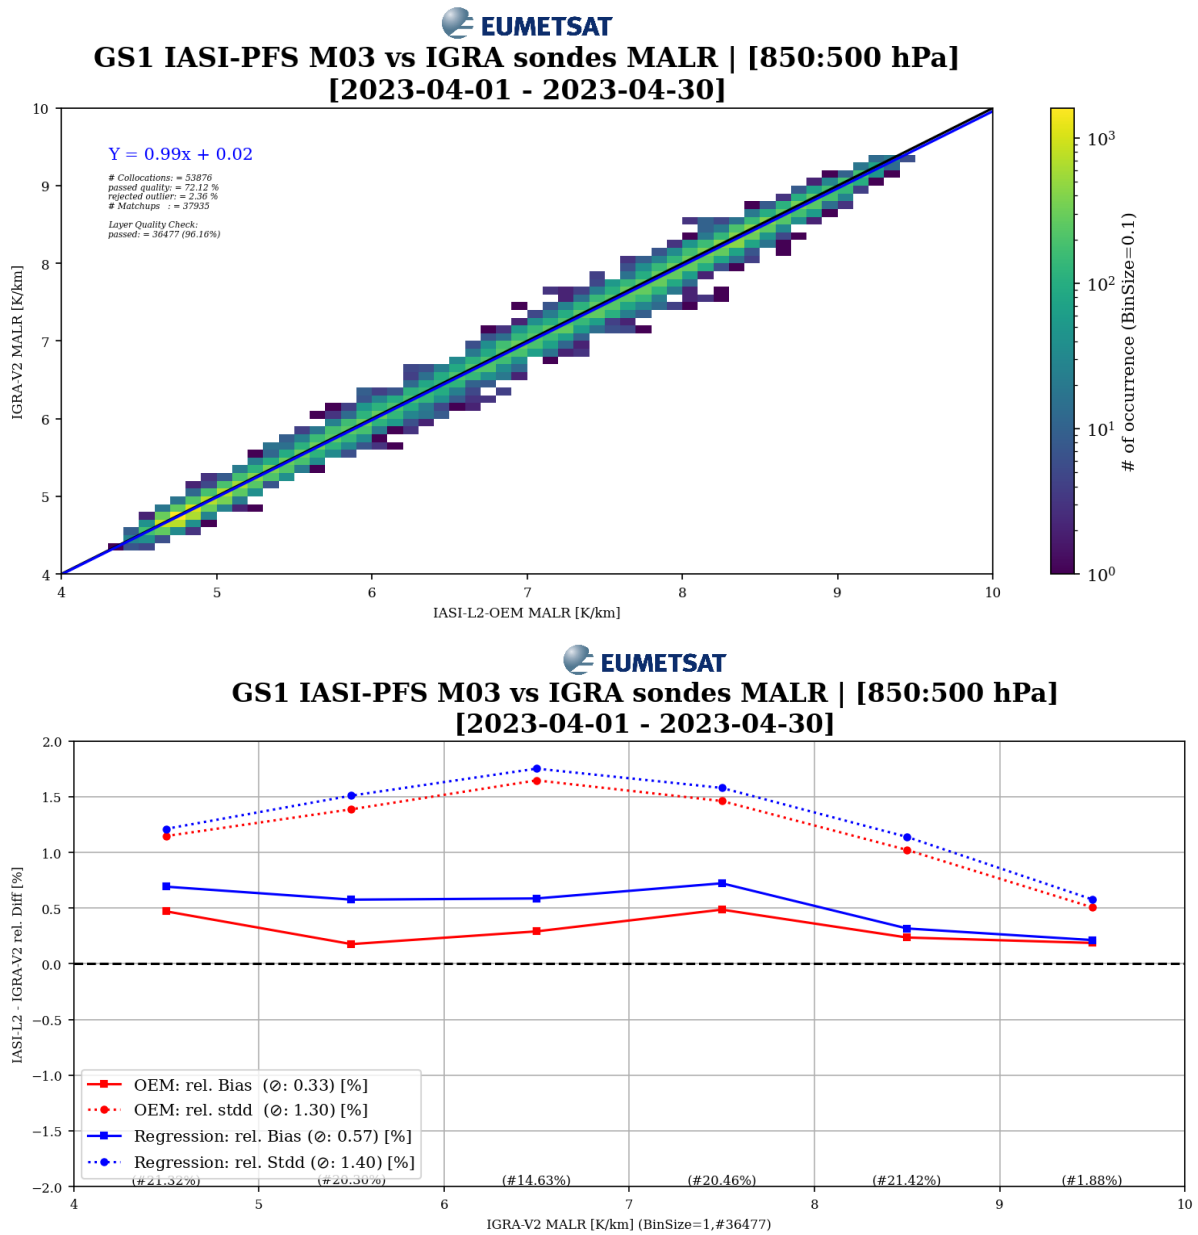 EUMETSAT
GS1 IASI-PFS M03 vs IGRA sondes MALR | [850:500 hPa]
[2023-04-01 - 2023-04-30]
Y = 0.99x + 0.02
# Collocations: = 53876
passed quality: = 72.12 %
rejected outlier: = 2.36 %
# Matchups : = 37935
Layer Quality Check:
passed: = 36477 (96.16%)
10
9
8
7
6
5
4
IGRA-V2 MALR [K/km]
4 5 6 7 8 9 10
IASI-L2-OEM MALR [K/km]
10³
10²
10¹
10⁰
# of occurrence (BinSize=0.1)
EUMETSAT
GS1 IASI-PFS M03 vs IGRA sondes MALR | [850:500 hPa]
[2023-04-01 - 2023-04-30]
2.0
1.5
1.0
0.5
0.0
−0.5
−1.0
−1.5
−2.0
IASI-L2 - IGRA-V2 rel. Diff [%]
OEM: rel. Bias (⊘: 0.33) [%]
OEM: rel. stdd (⊘: 1.30) [%]
Regression: rel. Bias (⊘: 0.57) [%]
Regression: rel. Stdd (⊘: 1.40) [%]
(#21.32%) (#20.30%) (#14.63%) (#20.46%) (#21.42%) (#1.88%)
4 5 6 7 8 9 10
IGRA-V2 MALR [K/km] (BinSize=1,#36477)